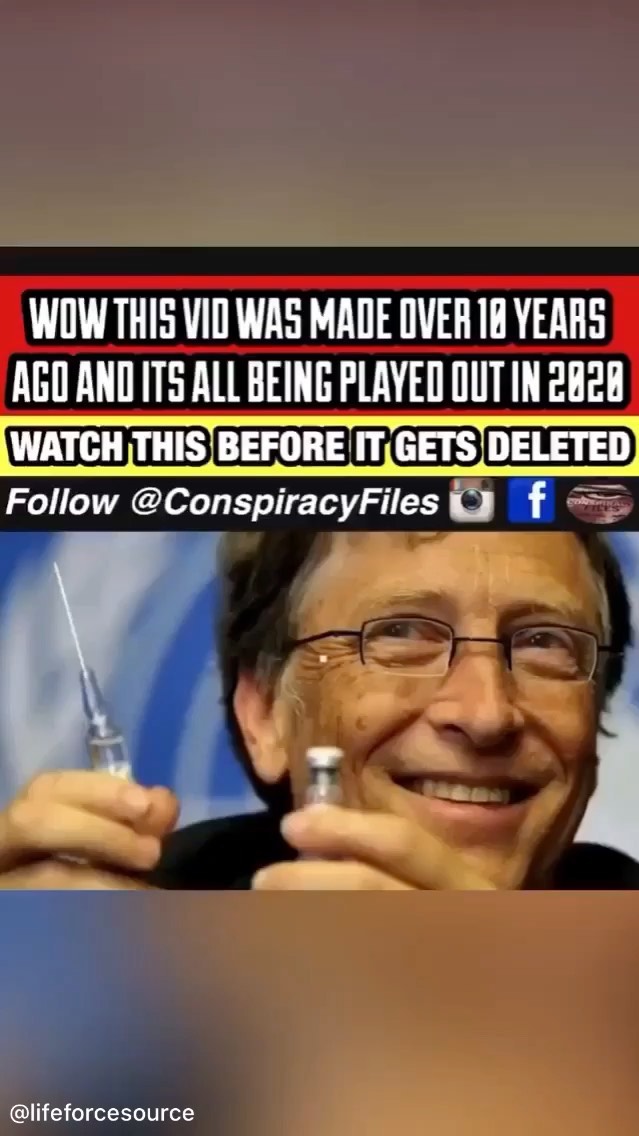 WOW THIS VID WAS MADE OVER 10 YEARS
AGO AND ITS ALL BEING PLAYED OUT IN 2020
WATCH THIS BEFORE IT GETS DELETED
Follow @ConspiracyFiles f
@lifeforcesource